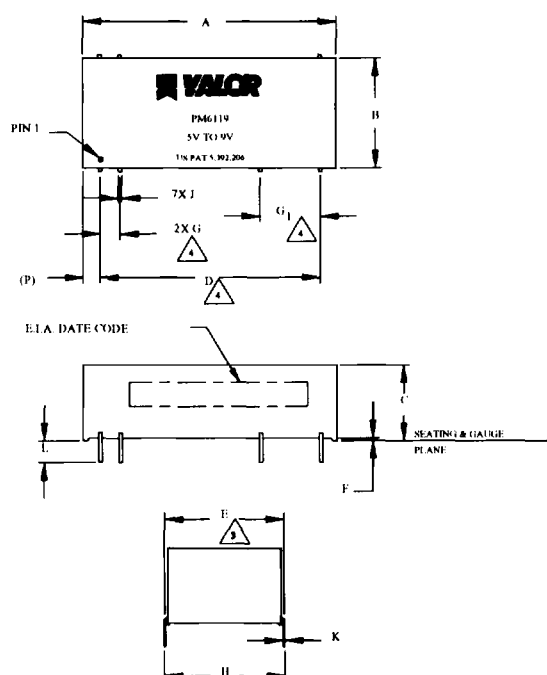 A
VALOR
PM6119
5V TO 9V
US PAT 5,392,206
B
PIN 1
7X J
G1
4
2X G
4
(P)
D
4
E.I.A. DATE CODE
C
SEATING & GAUGE
PLANE
L
F
E
3
K
H